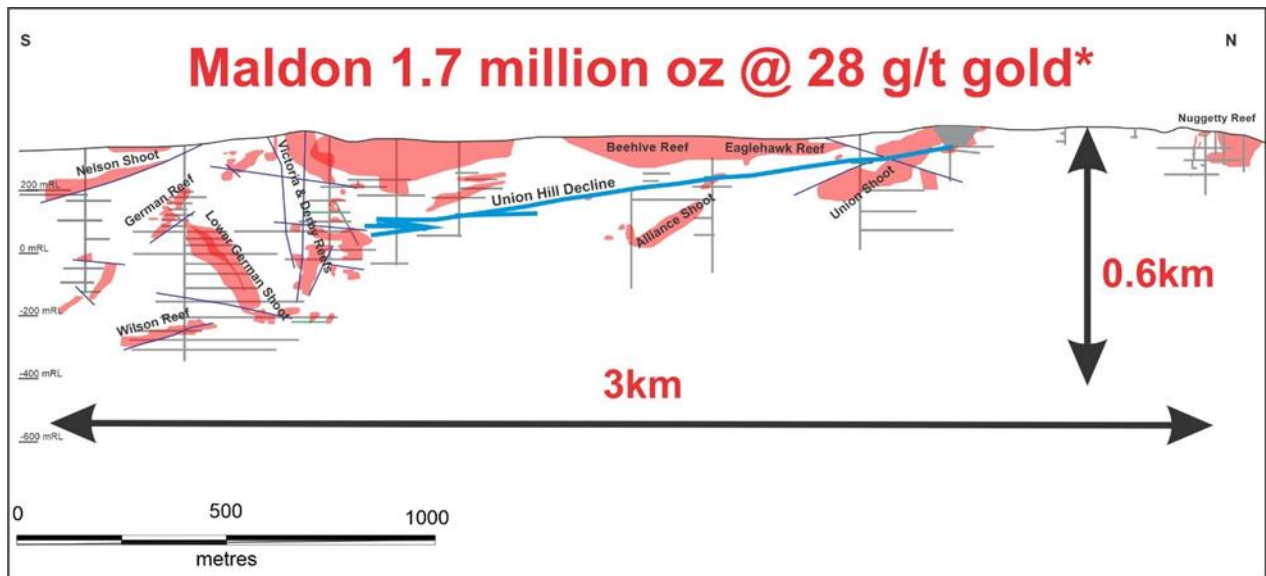 S
N
Maldon 1.7 million oz @ 28 g/t gold*
Nuggetty Reef
Nelson Shoot
Beehive Reef
Eaglehawk Reef
Victoria & Derby Reefs
200 mRL
German Reef
Union Hill Decline
Union Shoot
Alliance Shoot
Lower German Shoot
0 mRL
0.6km
-200 mRL
Wilson Reef
-400 mRL
3km
-600 mRL
0
500
1000
metres